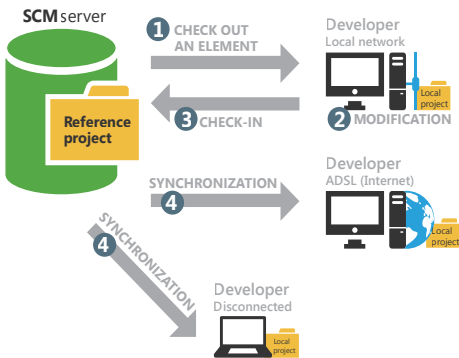 SCM server
Reference
project
1 CHECK OUT
AN ELEMENT
3 CHECK-IN
Developer
Local network
Local
project
2 MODIFICATION
SYNCHRONIZATION
4
Developer
ADSL (Internet)
Local
project
SYNCHRONIZATION
4
Developer
Disconnected
Local
project